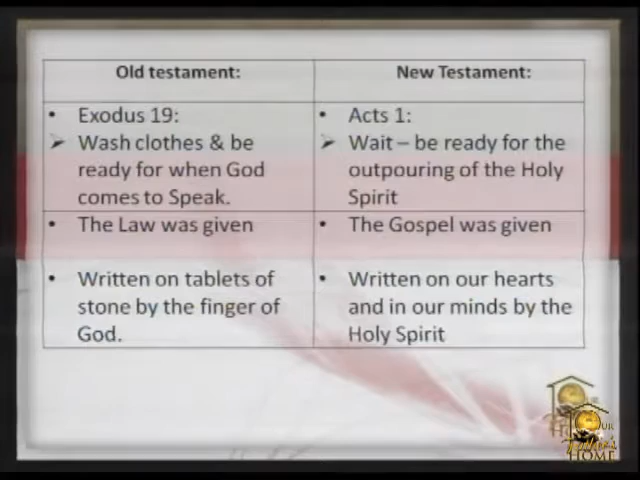 Old testament:
New Testament:
• Exodus 19:
➢ Wash clothes & be
ready for when God
comes to Speak.
• Acts 1:
➢ Wait – be ready for the
outpouring of the Holy
Spirit
• The Law was given
• The Gospel was given
• Written on tablets of
stone by the finger of
God.
• Written on our hearts
and in our minds by the
Holy Spirit
OUR
Father's
HOME